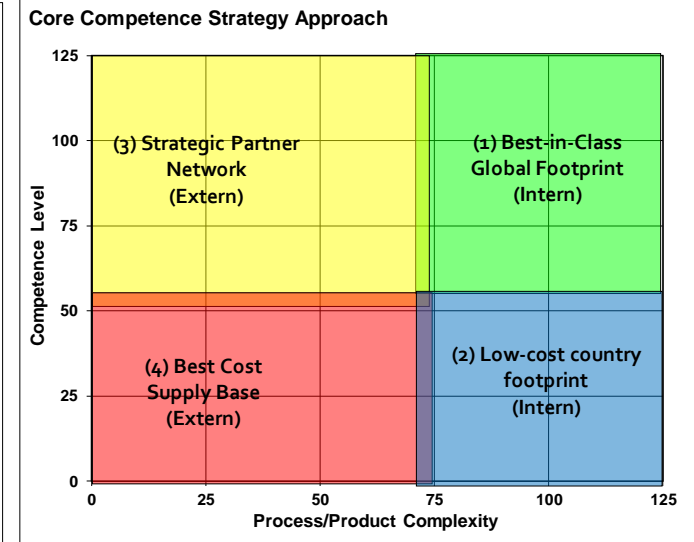 Core Competence Strategy Approach
125
100
75
50
25
0
Competence Level
(3) Strategic Partner
Network
(Extern)
(1) Best-in-Class
Global Footprint
(Intern)
(4) Best Cost
Supply Base
(Extern)
(2) Low-cost country
footprint
(Intern)
0 25 50 75 100 125
Process/Product Complexity